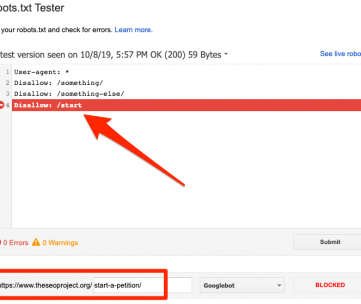 bots.txt Tester
your robots.txt and check for errors. Learn more.
test version seen on 10/8/19, 5:57 PM OK (200) 59 Bytes
See live robot
1 User-agent: *
2 Disallow: /something/
3 Disallow: /something-else/
4 Disallow: /start
0 Errors 0 Warnings
Submit
https://www.theseoproject.org/ start-a-petition/
Googlebot
BLOCKED